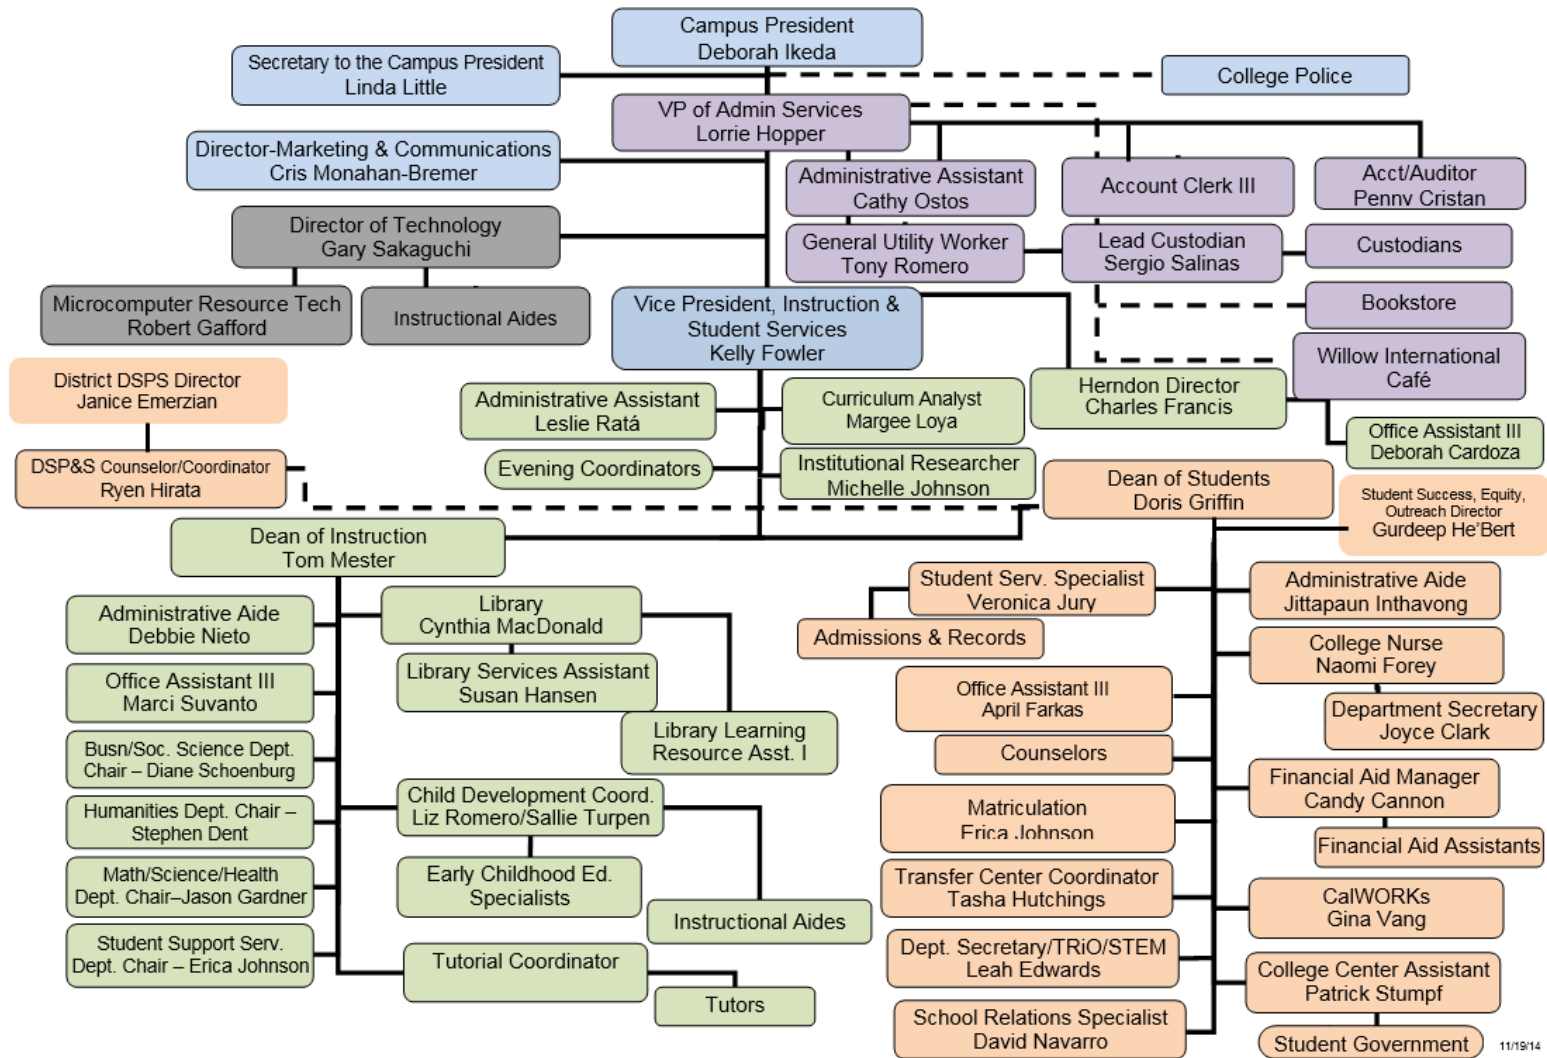 Campus President
Deborah Ikeda
Secretary to the Campus President
Linda Little
College Police
VP of Admin Services
Lorrie Hopper
Director-Marketing & Communications
Cris Monahan-Bremer
Administrative Assistant
Cathy Ostos
Account Clerk III
Acct/Auditor
Pennv Cristan
Director of Technology
Gary Sakaguchi
General Utility Worker
Tony Romero
Lead Custodian
Sergio Salinas
Custodians
Microcomputer Resource Tech
Robert Gafford
Instructional Aides
Vice President, Instruction &
Student Services
Kelly Fowler
Bookstore
Willow International
Café
District DSPS Director
Janice Emerzian
Administrative Assistant
Leslie Ratá
Curriculum Analyst
Margee Loya
Herndon Director
Charles Francis
Office Assistant III
Deborah Cardoza
DSP&S Counselor/Coordinator
Ryen Hirata
Evening Coordinators
Institutional Researcher
Michelle Johnson
Dean of Students
Doris Griffin
Student Success, Equity,
Outreach Director
Gurdeep He’Bert
Dean of Instruction
Tom Mester
Administrative Aide
Debbie Nieto
Library
Cynthia MacDonald
Student Serv. Specialist
Veronica Jury
Administrative Aide
Jittapaun Inthavong
Admissions & Records
College Nurse
Naomi Forey
Office Assistant III
Marci Suvanto
Library Services Assistant
Susan Hansen
Office Assistant III
April Farkas
Department Secretary
Joyce Clark
Library Learning
Resource Asst. I
Busn/Soc. Science Dept.
Chair – Diane Schoenburg
Counselors
Child Development Coord.
Liz Romero/Sallie Turpen
Financial Aid Manager
Candy Cannon
Humanities Dept. Chair –
Stephen Dent
Matriculation
Erica Johnson
Financial Aid Assistants
Math/Science/Health
Dept. Chair–Jason Gardner
Early Childhood Ed.
Specialists
Transfer Center Coordinator
Tasha Hutchings
CalWORKs
Gina Vang
Instructional Aides
Student Support Serv.
Dept. Chair – Erica Johnson
Tutorial Coordinator
Dept. Secretary/TRiO/STEM
Leah Edwards
College Center Assistant
Patrick Stumpf
Tutors
School Relations Specialist
David Navarro
Student Government
11/19/14